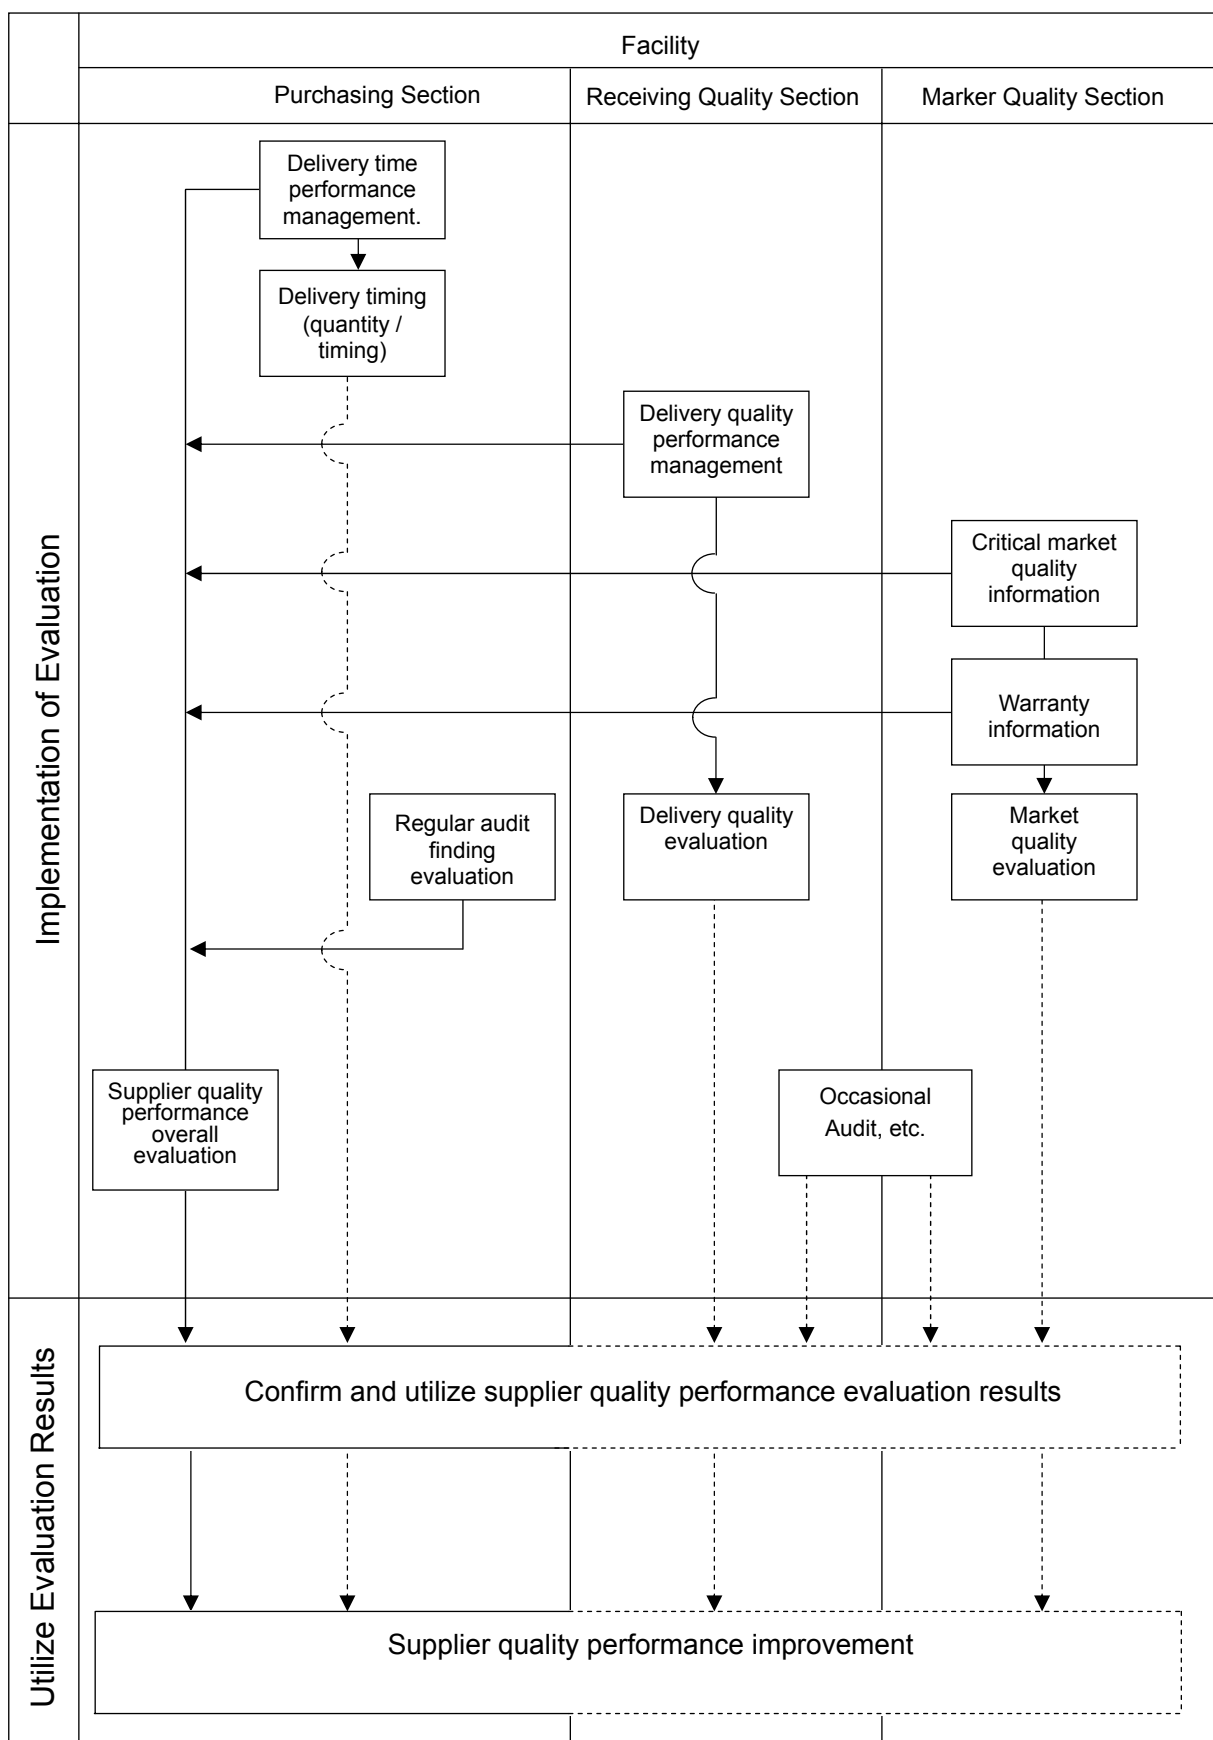 Facility
Purchasing Section
Receiving Quality Section
Marker Quality Section
Implementation of Evaluation
Delivery time
performance
management.
Delivery timing
(quantity /
timing)
Delivery quality
performance
management
Critical market
quality
information
Warranty
information
Regular audit
finding
evaluation
Delivery quality
evaluation
Market
quality
evaluation
Supplier quality
performance
overall
evaluation
Occasional
Audit, etc.
Utilize Evaluation Results
Confirm and utilize supplier quality performance evaluation results
Supplier quality performance improvement